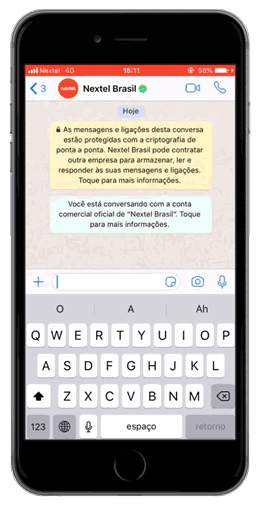 Nextel 4G 15:11 98%
3 nextel Nextel Brasil
Hoje
As mensagens e ligações desta conversa
estão protegidas com a criptografia de
ponta a ponta. Nextel Brasil pode contratar
outra empresa para armazenar, ler e
responder às suas mensagens e ligações.
Toque para mais informações.
Você está conversando com a conta
comercial oficial de "Nextel Brasil". Toque
para mais informações.
O A Ah
Q W E R T Y U I O P
A S D F G H J K L
Z X C V B N M
123 espaço retorno